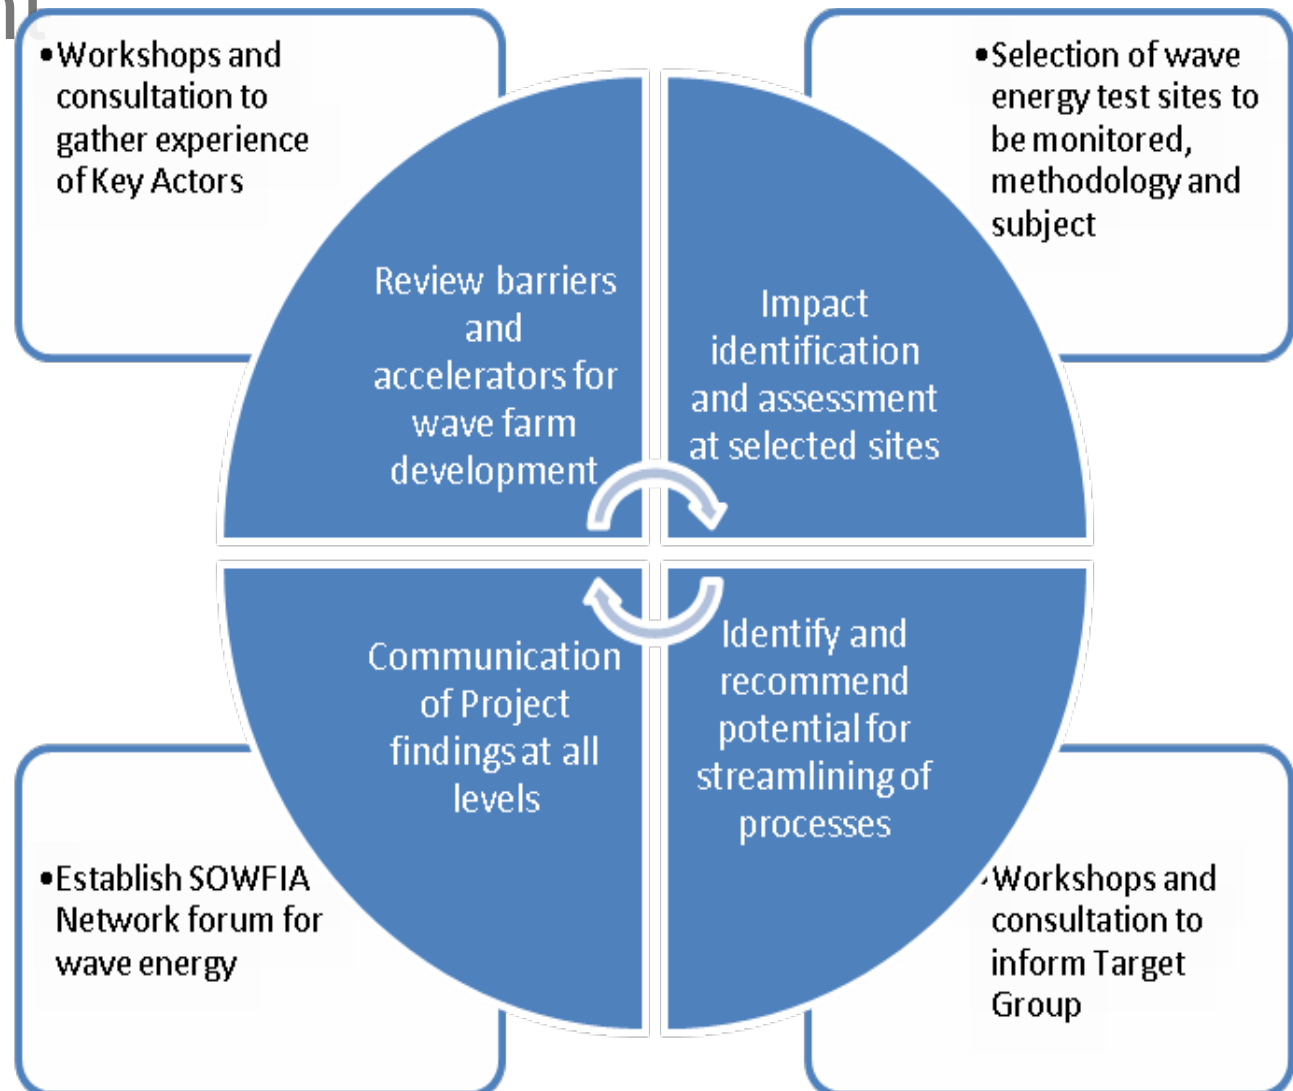 nt
•Workshops and
consultation to
gather experience
of Key Actors
•Selection of wave
energy test sites to
be monitored,
methodology and
subject
Review barriers
and
accelerators for
wave farm
development
Impact
identification
and assessment
at selected sites
Communication
of Project
findings at all
levels
Identify and
recommend
potential for
streamlining of
processes
•Establish SOWFIA
Network forum for
wave energy
•Workshops and
consultation to
inform Target
Group